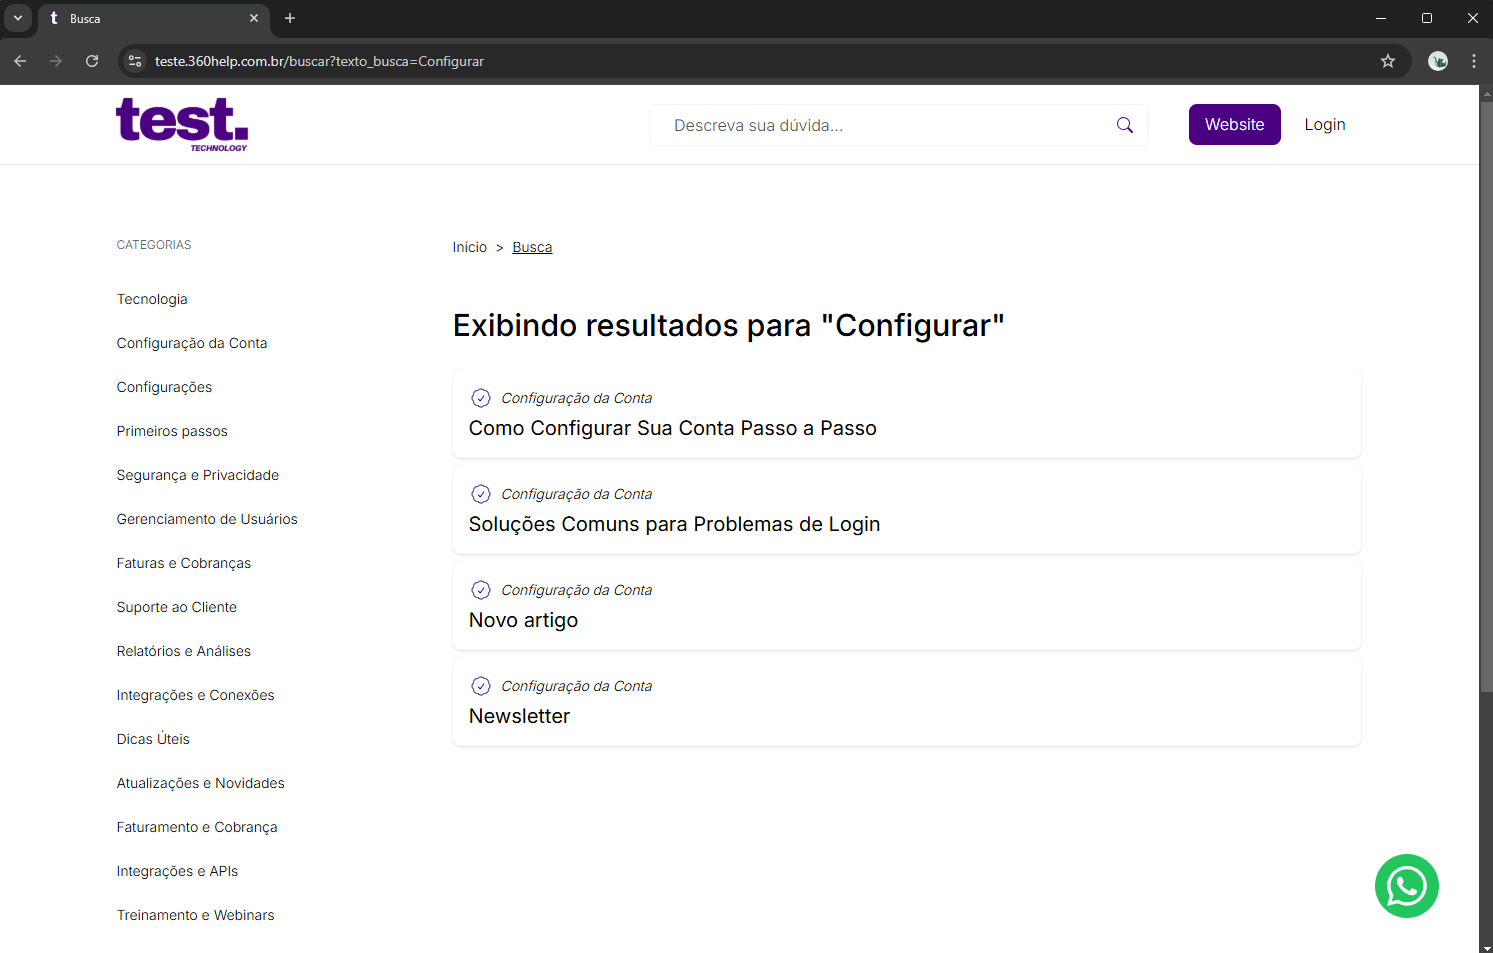 t Busca
teste.360help.com.br/buscar?texto_busca=Configurar
test.
TECHNOLOGY
Descreva sua dúvida...
Website
Login
CATEGORIAS
Tecnologia
Configuração da Conta
Configurações
Primeiros passos
Segurança e Privacidade
Gerenciamento de Usuários
Faturas e Cobranças
Suporte ao Cliente
Relatórios e Análises
Integrações e Conexões
Dicas Úteis
Atualizações e Novidades
Faturamento e Cobrança
Integrações e APIs
Treinamento e Webinars
Início > Busca
Exibindo resultados para "Configurar"
Configuração da Conta
Como Configurar Sua Conta Passo a Passo
Configuração da Conta
Soluções Comuns para Problemas de Login
Configuração da Conta
Novo artigo
Configuração da Conta
Newsletter